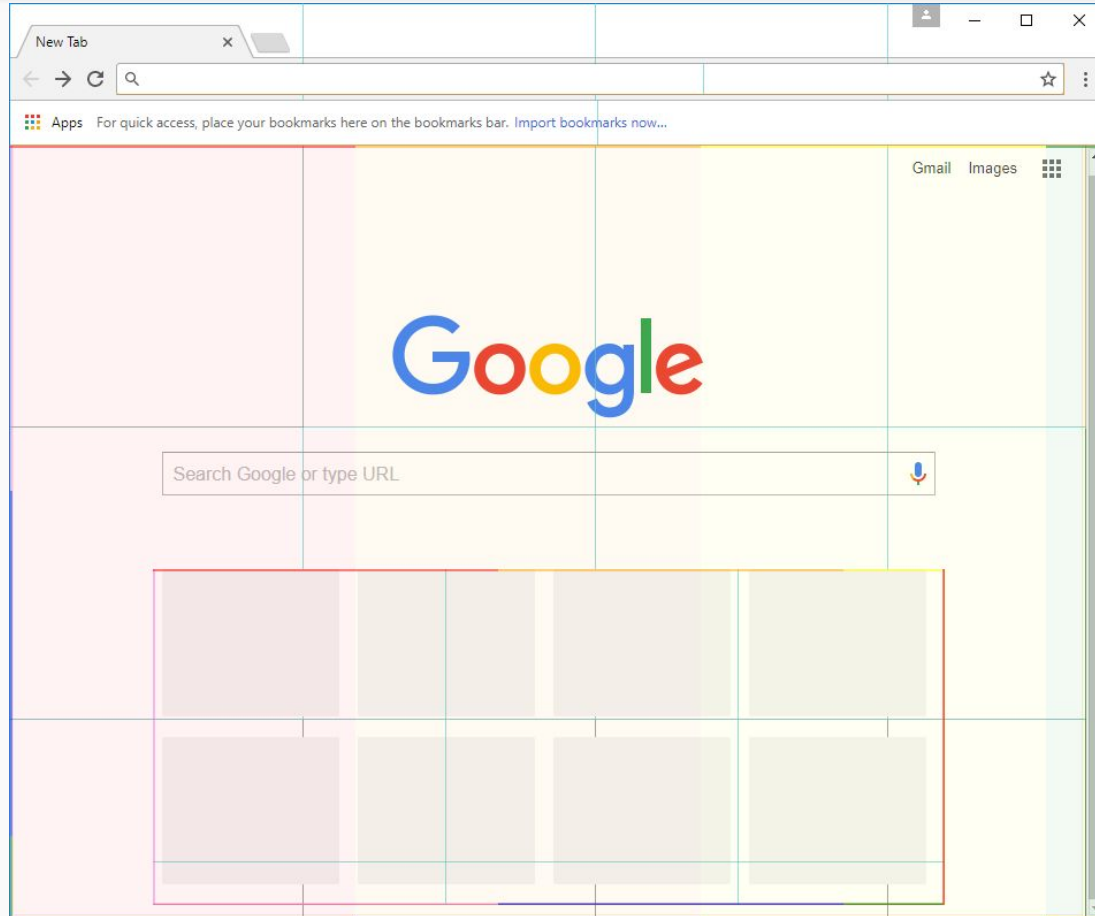 New Tab
Apps For quick access, place your bookmarks here on the bookmarks bar. Import bookmarks now...
Gmail Images
Google
Search Google or type URL